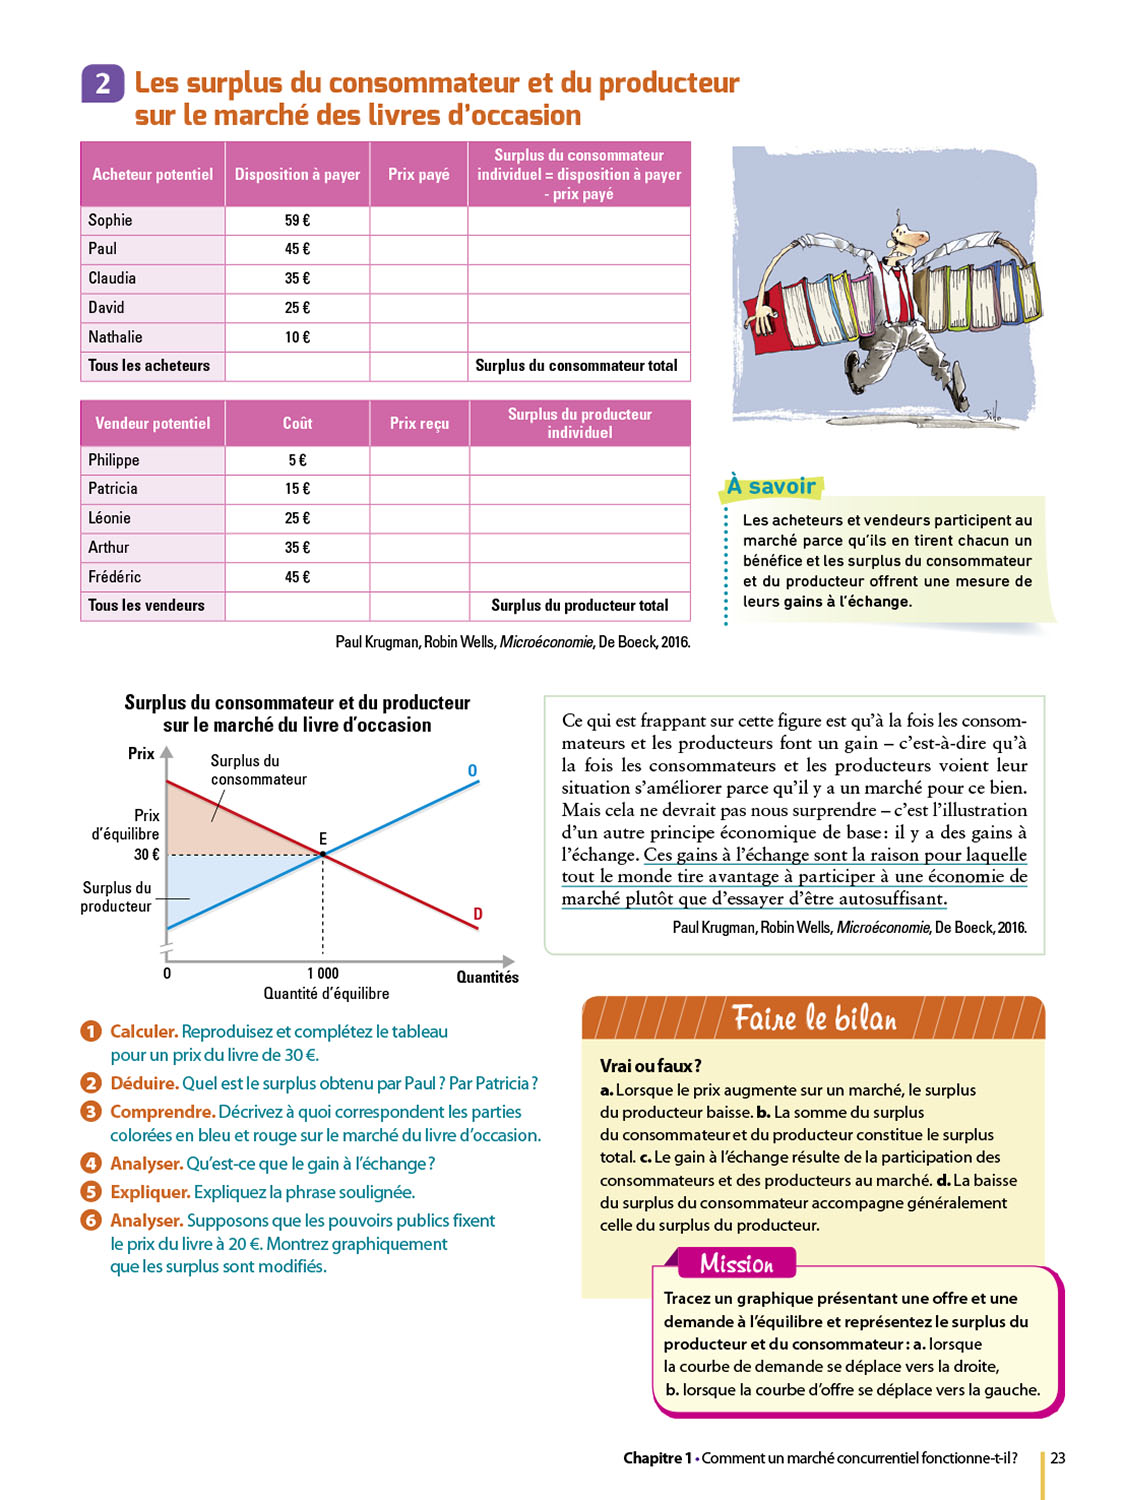 2 Les surplus du consommateur et du producteur
sur le marché des livres d'occasion
Acheteur potentiel Disposition à payer Prix payé Surplus du consommateur
individuel = disposition à payer
- prix payé
Sophie 59 €
Paul 45 €
Claudia 35 €
David 25 €
Nathalie 10 €
Tous les acheteurs Surplus du consommateur total
Vendeur potentiel Coût Prix reçu Surplus du producteur
individuel
Philippe 5 €
Patricia 15 €
Léonie 25 €
Arthur 35 €
Frédéric 45 €
Tous les vendeurs Surplus du producteur total
Paul Krugman, Robin Wells, Microéconomie, De Boeck, 2016.
À savoir
Les acheteurs et vendeurs participent au
marché parce qu'ils en tirent chacun un
bénéfice et les surplus du consommateur
et du producteur offrent une mesure de
leurs gains à l'échange.
Surplus du consommateur et du producteur
sur le marché du livre d'occasion
Prix
Surplus du
consommateur
O
Prix
d'équilibre
30 €
E
Surplus du
producteur
D
0
1 000
Quantités
Quantité d'équilibre
Ce qui est frappant sur cette figure est qu'à la fois les consom-
mateurs et les producteurs font un gain – c'est-à-dire qu'à
la fois les consommateurs et les producteurs voient leur
situation s'améliorer parce qu'il y a un marché pour ce bien.
Mais cela ne devrait pas nous surprendre – c'est l'illustration
d'un autre principe économique de base : il y a des gains à
l'échange. Ces gains à l'échange sont la raison pour laquelle
tout le monde tire avantage à participer à une économie de
marché plutôt que d'essayer d'être autosuffisant.
Paul Krugman, Robin Wells, Microéconomie, De Boeck, 2016.
1 Calculer. Reproduisez et complétez le tableau
pour un prix du livre de 30 €.
2 Déduire. Quel est le surplus obtenu par Paul ? Par Patricia ?
3 Comprendre. Décrivez à quoi correspondent les parties
colorées en bleu et rouge sur le marché du livre d'occasion.
4 Analyser. Qu'est-ce que le gain à l'échange ?
5 Expliquer. Expliquez la phrase soulignée.
6 Analyser. Supposons que les pouvoirs publics fixent
le prix du livre à 20 €. Montrez graphiquement
que les surplus sont modifiés.
Faire le bilan
Vrai ou faux ?
a. Lorsque le prix augmente sur un marché, le surplus
du producteur baisse. b. La somme du surplus
du consommateur et du producteur constitue le surplus
total. c. Le gain à l'échange résulte de la participation des
consommateurs et des producteurs au marché. d. La baisse
du surplus du consommateur accompagne généralement
celle du surplus du producteur.
Mission
Tracez un graphique présentant une offre et une
demande à l'équilibre et représentez le surplus du
producteur et du consommateur : a. lorsque
la courbe de demande se déplace vers la droite,
b. lorsque la courbe d'offre se déplace vers la gauche.
Chapitre 1 • Comment un marché concurrentiel fonctionne-t-il ? 23